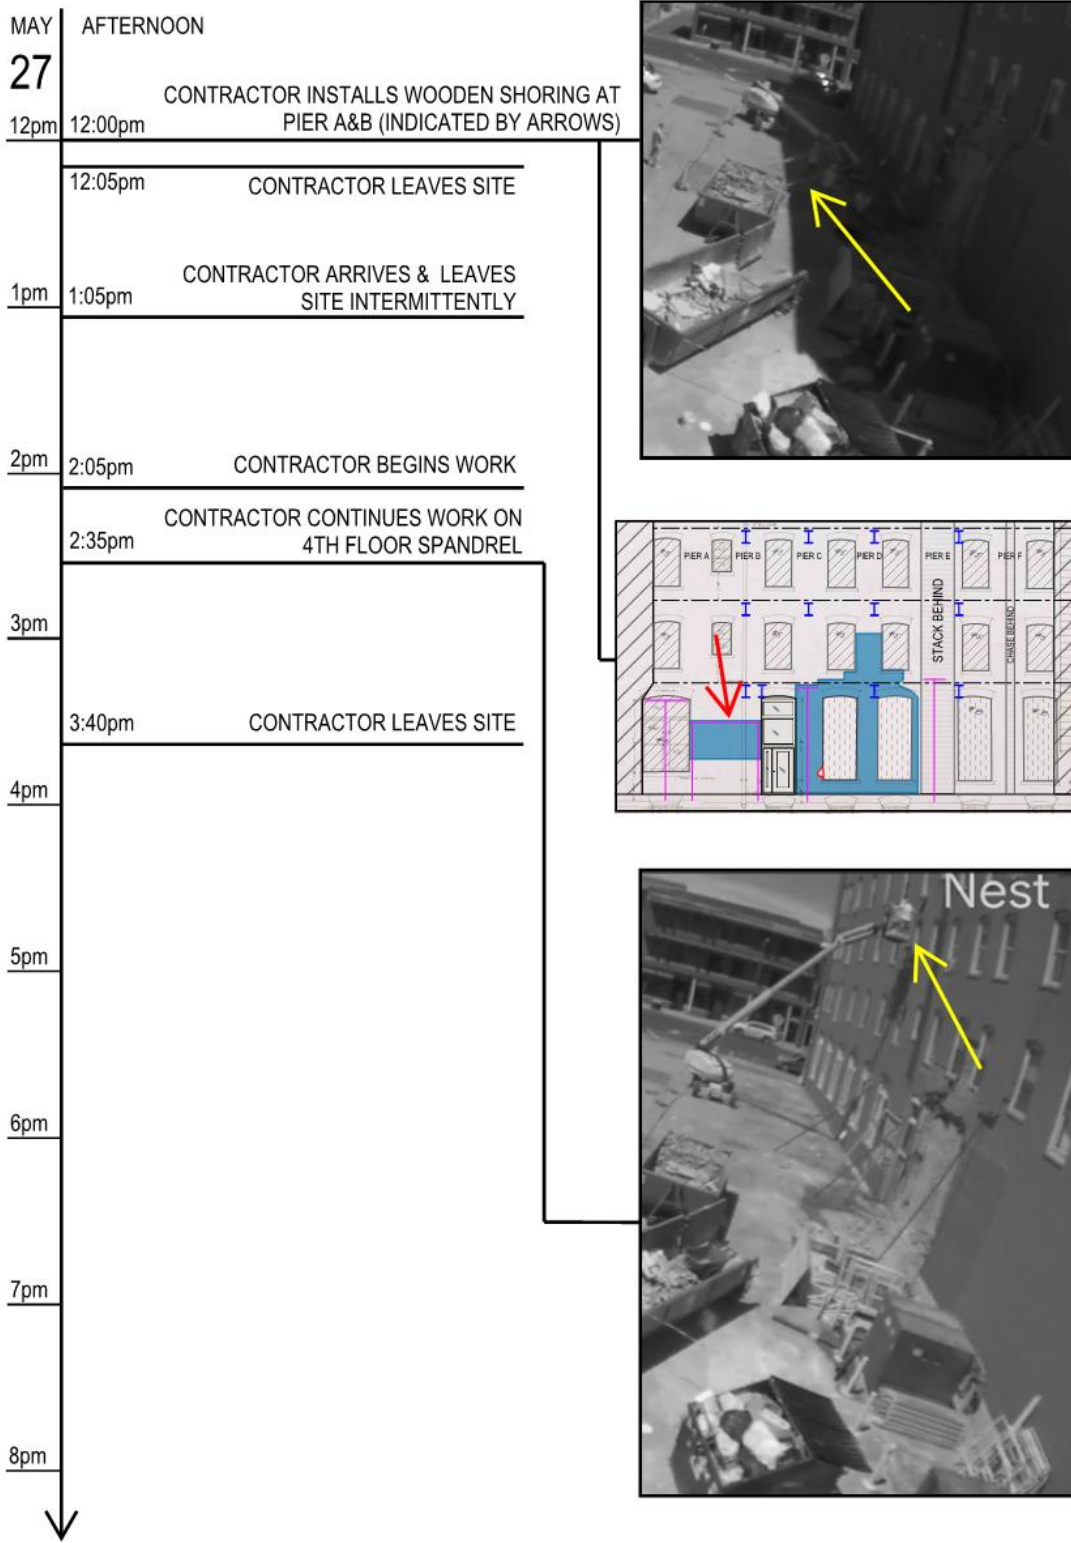 MAY
AFTERNOON
27
CONTRACTOR INSTALLS WOODEN SHORING AT
PIER A&B (INDICATED BY ARROWS)
12pm
12:00pm
12:05pm
CONTRACTOR LEAVES SITE
CONTRACTOR ARRIVES & LEAVES
SITE INTERMITTENTLY
1pm
1:05pm
2pm
2:05pm
CONTRACTOR BEGINS WORK
CONTRACTOR CONTINUES WORK ON
4TH FLOOR SPANDREL
2:35pm
3pm
3:40pm
CONTRACTOR LEAVES SITE
4pm
5pm
6pm
7pm
8pm
PIER A
PIER B
PIER C
PIER D
PIER E
PIER F
STACK BEHIND
CHASE BEHIND
Nest